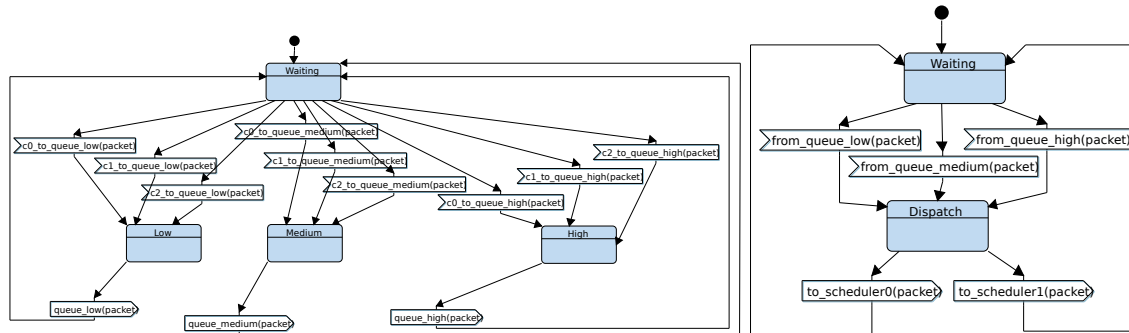 Waiting
c0_to_queue_low(packet)
c1_to_queue_low(packet)
c2_to_queue_low(packet)
c0_to_queue_medium(packet)
c1_to_queue_medium(packet)
c2_to_queue_medium(packet)
c0_to_queue_high(packet)
c1_to_queue_high(packet)
c2_to_queue_high(packet)
Low
Medium
High
queue_low(packet)
queue_medium(packet)
queue_high(packet)
Waiting
from_queue_low(packet)
from_queue_medium(packet)
from_queue_high(packet)
Dispatch
to_scheduler0(packet)
to_scheduler1(packet)